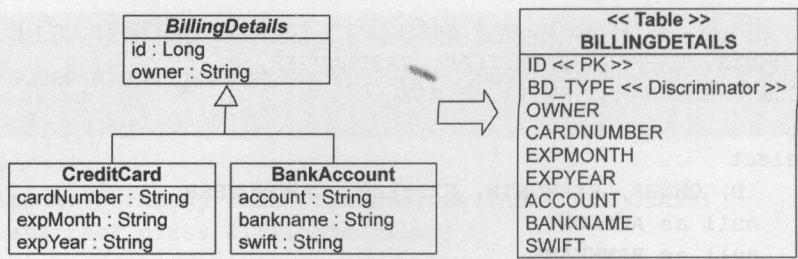 BillingDetails
id : Long
owner : String
CreditCard
cardNumber : String
expMonth : String
expYear : String
BankAccount
account : String
bankname : String
swift : String
<< Table >>
BILLINGDETAILS
ID << PK >>
BD_TYPE << Discriminator >>
OWNER
CARDNUMBER
EXPMONTH
EXPYEAR
ACCOUNT
BANKNAME
SWIFT